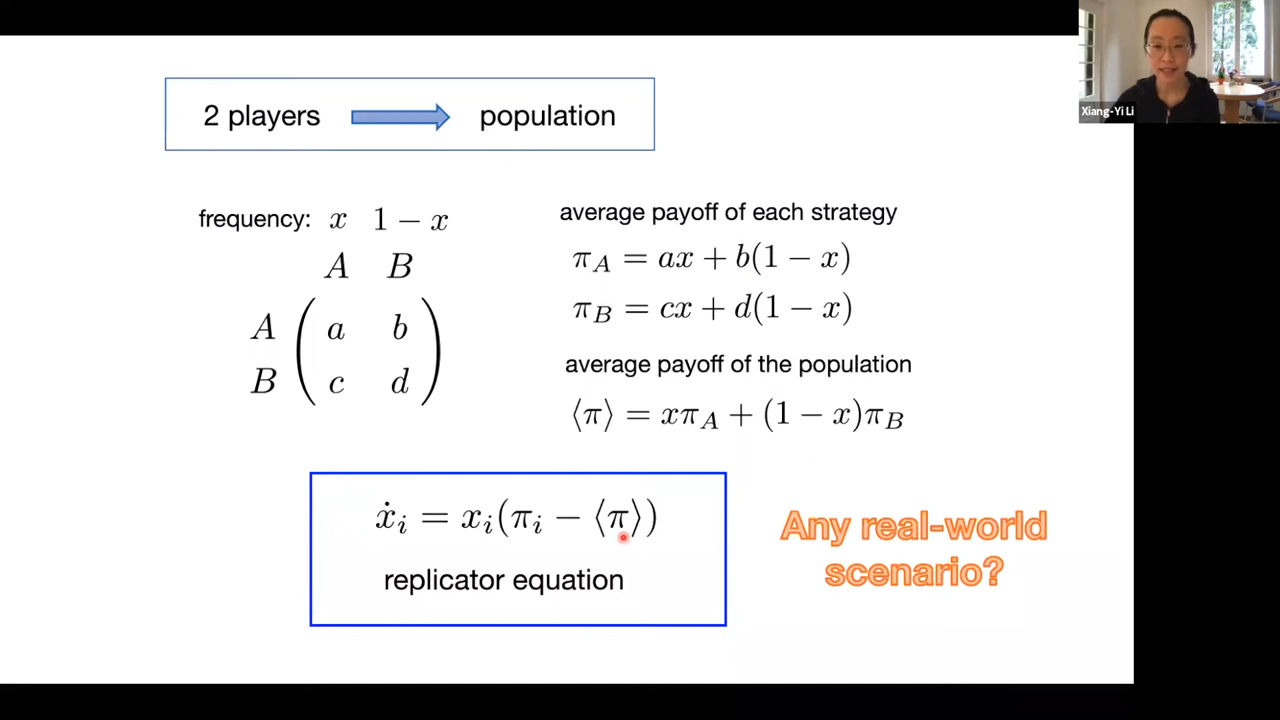 Xiang-Yi Li
2 players population
frequency: x 1 − x
A B
A a b
B c d
average payoff of each strategy
π_A = ax + b(1 − x)
π_B = cx + d(1 − x)
average payoff of the population
⟨π⟩ = xπ_A + (1 − x)π_B
ẋ_i = x_i(π_i − ⟨π⟩)
replicator equation
Any real-world
scenario?